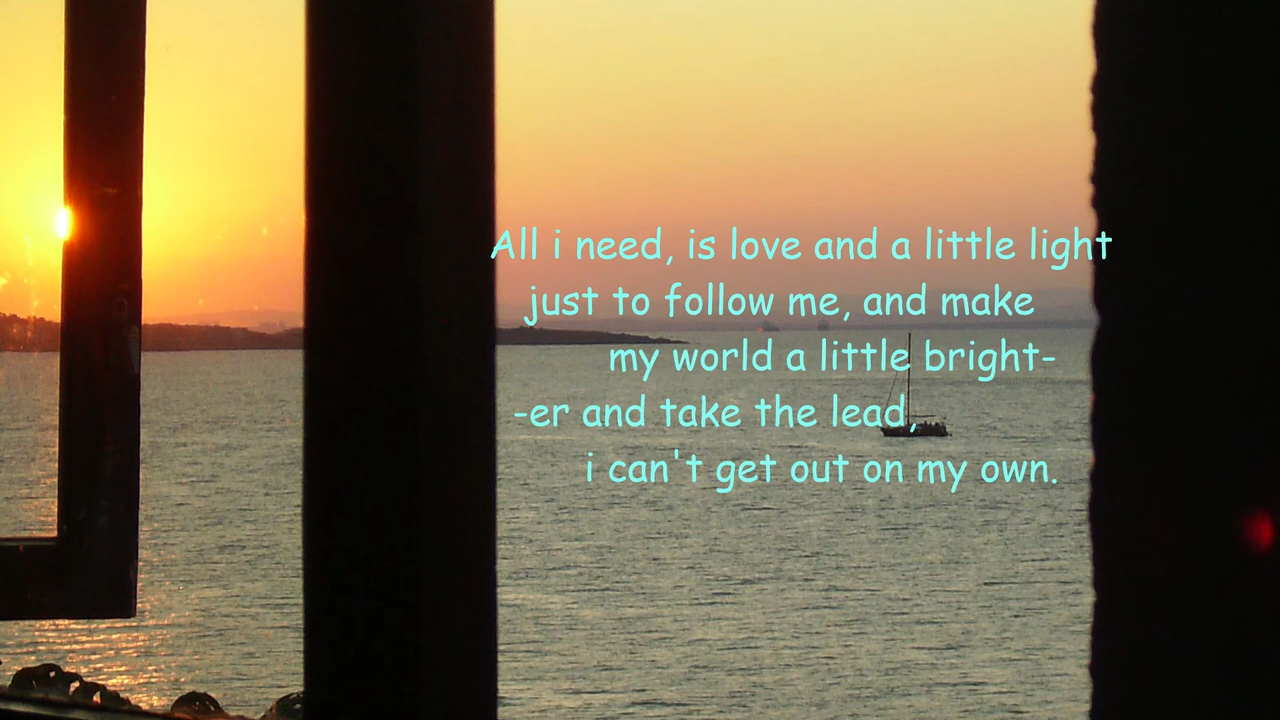 All i need, is love and a little light
just to follow me, and make
my world a little bright-
-er and take the lead,
i can't get out on my own.